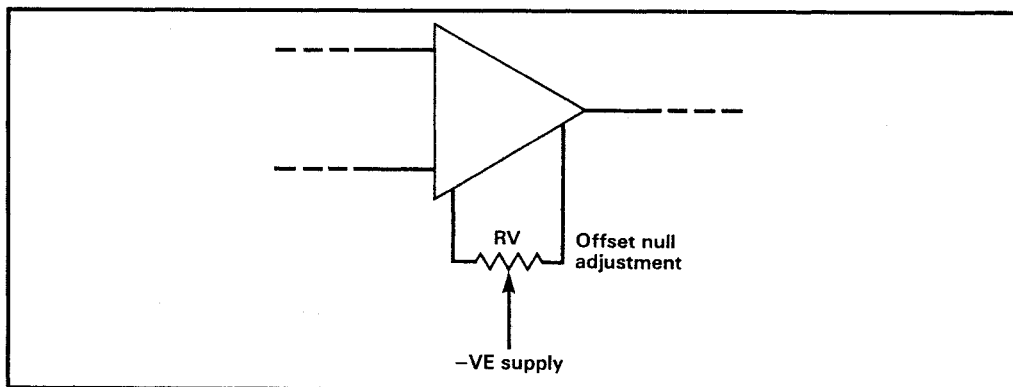 RV
Offset null
adjustment
–VE supply